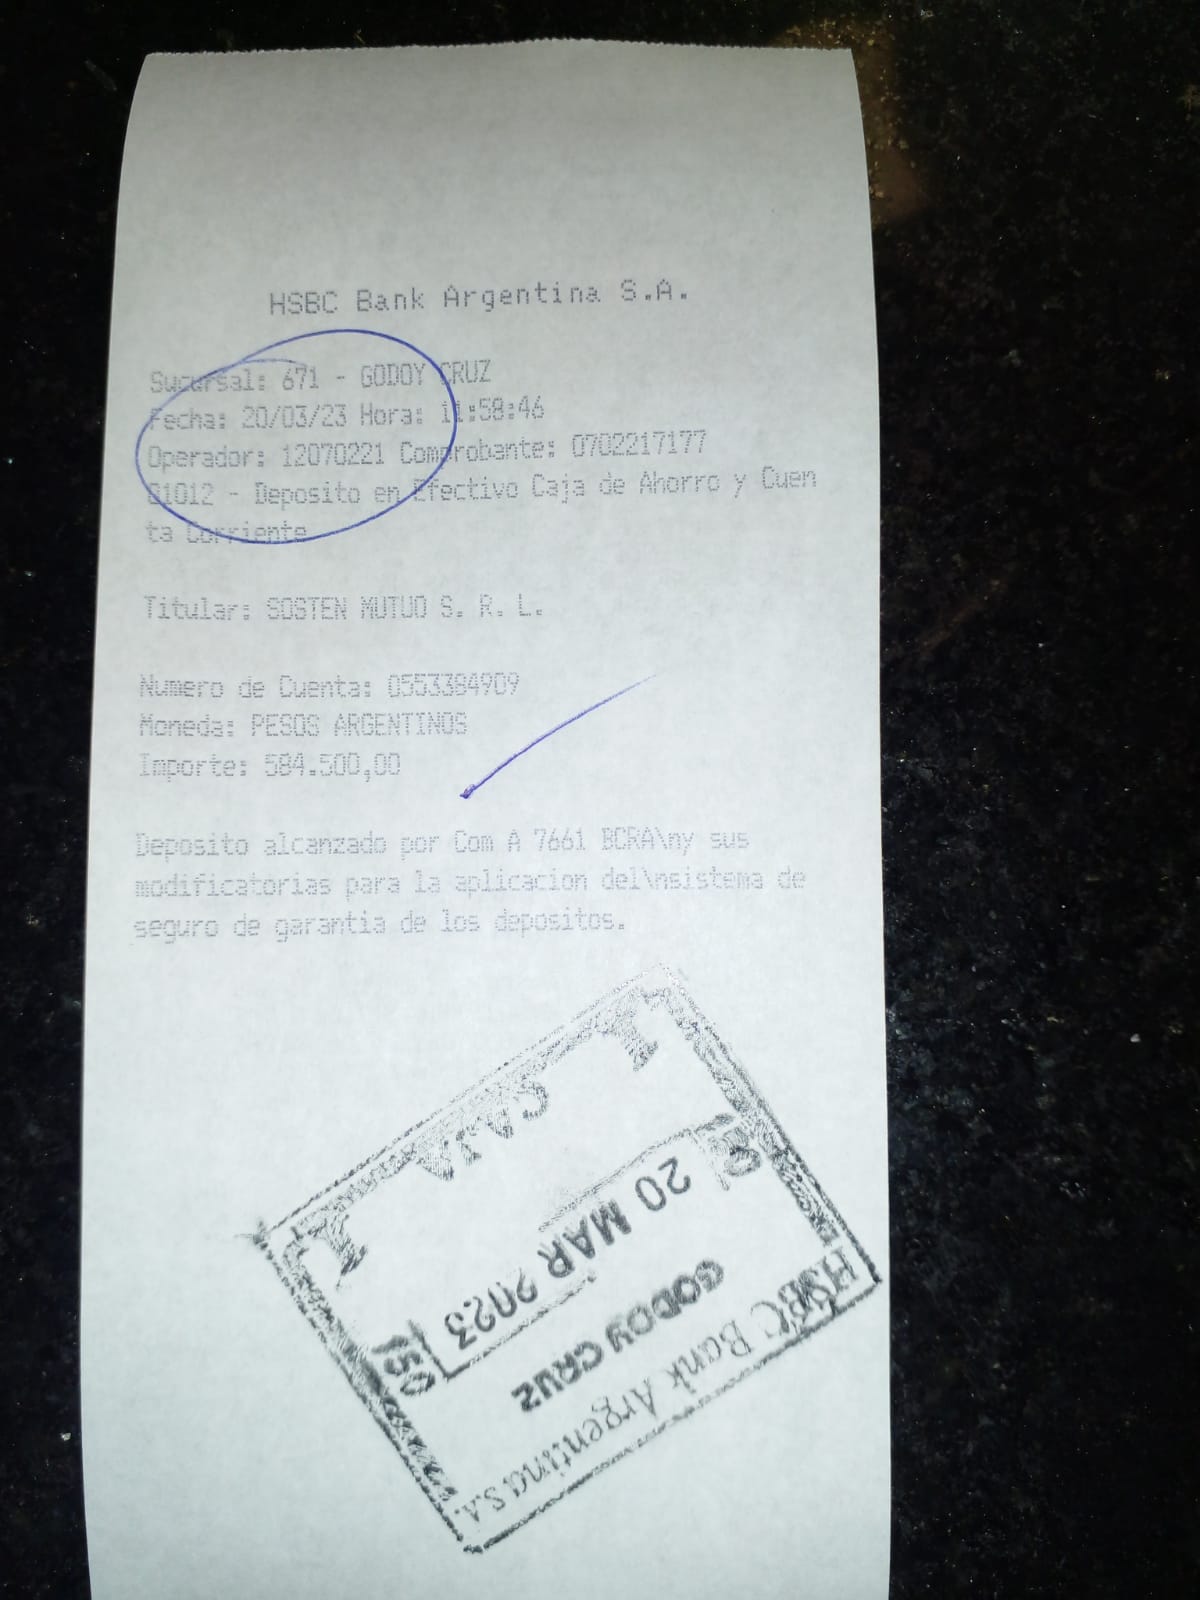 HSBC Bank Argentina S.A.
Sucursal: 671 - GODOY CRUZ
Fecha: 20/03/23 Hora: 11:58:46
Operador: 12070221 Comprobante: 0702217177
01012 - Deposito en Efectivo Caja de Ahorro y Cuen
ta Corriente
Titular: SOSTEN MUTUO S. R. L.
Numero de Cuenta: 0553384909
Moneda: PESOS ARGENTINOS
Importe: 584.500,00
Deposito alcanzado por Com A 7661 BCRA\ny sus
modificatorias para la aplicacion del\nsistema de
seguro de garantia de los depositos.
HSBC Bank Argentina S.A.
GODOY CRUZ
150 20 MAR 2023 150
1 CAJA 1